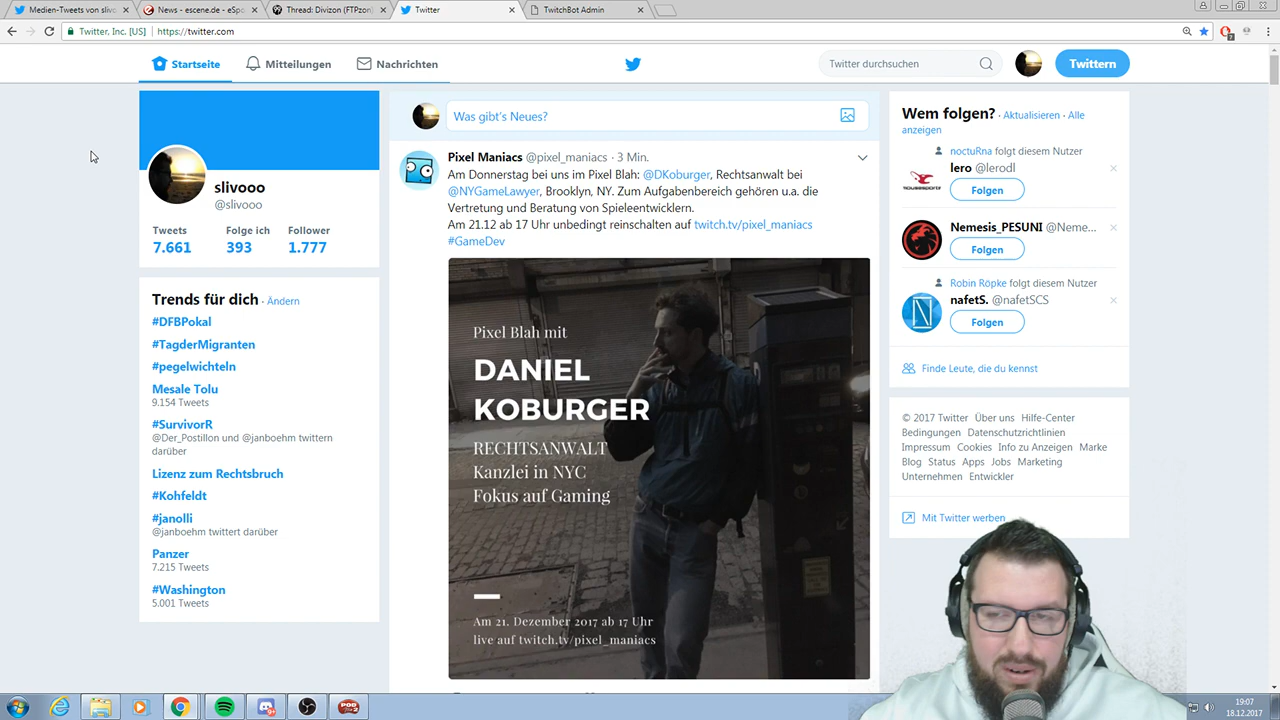 Medien-Tweets von slivo
News - escene.de - eSpo
Thread: Divizon (FTPzon)
Twitter
TwitchBot Admin
Twitter, Inc. [US]
https://twitter.com
Startseite
Mitteilungen
Nachrichten
Twitter durchsuchen
Twittern
slivooo
@slivooo
Tweets
Folge ich
Follower
7.661
393
1.777
Trends für dich · Ändern
#DFBPokal
#TagderMigranten
#pegelwichteln
Mesale Tolu
9.154 Tweets
#SurvivorR
@Der_Postillon und @janboehm twittern
darüber
Lizenz zum Rechtsbruch
#Kohfeldt
#janolli
@janboehm twittert darüber
Panzer
7.215 Tweets
#Washington
5.001 Tweets
Was gibt's Neues?
Pixel Maniacs @pixel_maniacs · 3 Min.
Am Donnerstag bei uns im Pixel Blah: @DKoburger, Rechtsanwalt bei
@NYGameLawyer, Brooklyn, NY. Zum Aufgabenbereich gehören u.a. die
Vertretung und Beratung von Spieleentwicklern.
Am 21.12 ab 17 Uhr unbedingt reinschalten auf twitch.tv/pixel_maniacs
#GameDev
Pixel Blah mit
DANIEL
KOBURGER
RECHTSANWALT
Kanzlei in NYC
Fokus auf Gaming
Am 21. Dezember 2017 ab 17 Uhr
live auf twitch.tv/pixel_maniacs
Wem folgen? · Aktualisieren · Alle
anzeigen
noctuRna folgt diesem Nutzer
lero @lerodl
Folgen
Nemesis_PESUNI @Neme...
Folgen
Robin Röpke folgt diesem Nutzer
nafetS. @nafetSCS
Folgen
Finde Leute, die du kennst
© 2017 Twitter Über uns Hilfe-Center
Bedingungen Datenschutzrichtlinien
Impressum Cookies Info zu Anzeigen Marke
Blog Status Apps Jobs Marketing
Unternehmen Entwickler
Mit Twitter werben
19:07
18.12.2017